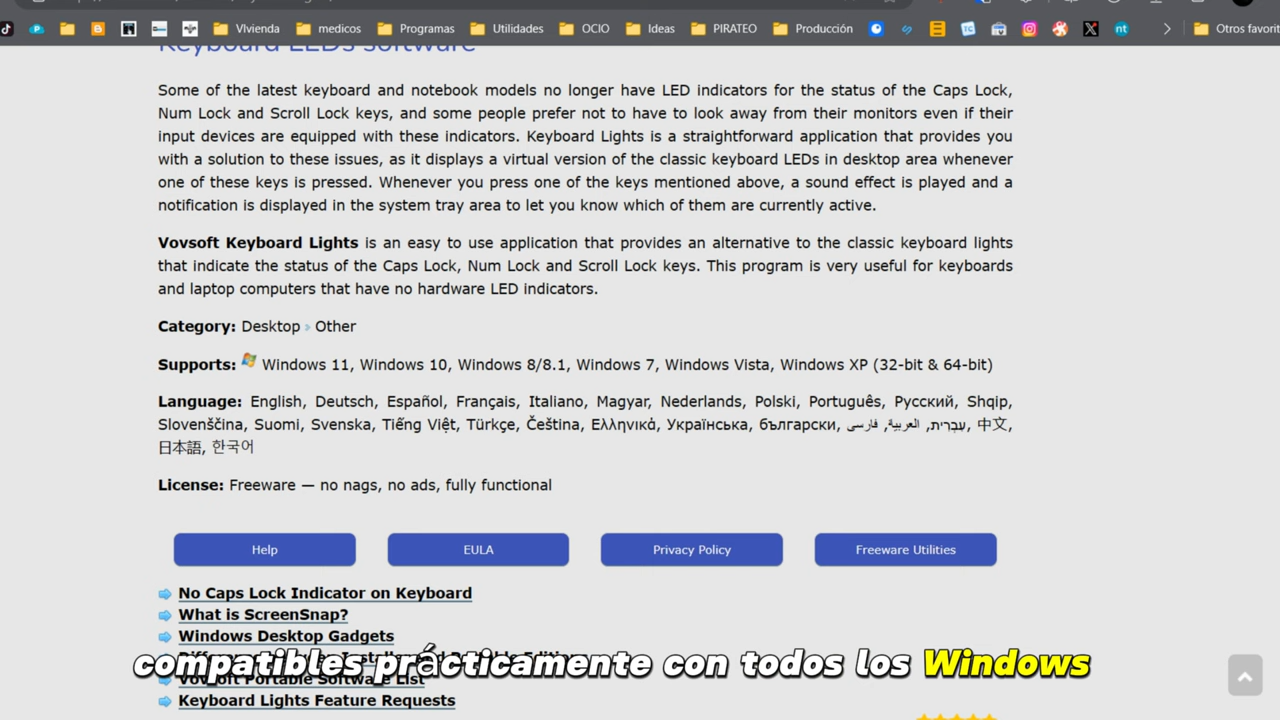 VIvienda medicos Programas Utilidades OCIO Ideas PIRATEO Producción Otros favorit
Keyboard LEDs software
Some of the latest keyboard and notebook models no longer have LED indicators for the status of the Caps Lock,
Num Lock and Scroll Lock keys, and some people prefer not to have to look away from their monitors even if their
input devices are equipped with these indicators. Keyboard Lights is a straightforward application that provides you
with a solution to these issues, as it displays a virtual version of the classic keyboard LEDs in desktop area whenever
one of these keys is pressed. Whenever you press one of the keys mentioned above, a sound effect is played and a
notification is displayed in the system tray area to let you know which of them are currently active.
Vovsoft Keyboard Lights is an easy to use application that provides an alternative to the classic keyboard lights
that indicate the status of the Caps Lock, Num Lock and Scroll Lock keys. This program is very useful for keyboards
and laptop computers that have no hardware LED indicators.
Category: Desktop » Other
Supports: Windows 11, Windows 10, Windows 8/8.1, Windows 7, Windows Vista, Windows XP (32-bit & 64-bit)
Language: English, Deutsch, Español, Français, Italiano, Magyar, Nederlands, Polski, Português, Русский, Shqip,
Slovenščina, Suomi, Svenska, Tiếng Việt, Türkçe, Čeština, Ελληνικά, Українська, български, עִבְרִית, العربية, فارسی, 中文,
日本語, 한국어
License: Freeware — no nags, no ads, fully functional
Help EULA Privacy Policy Freeware Utilities
No Caps Lock Indicator on Keyboard
What is ScreenSnap?
Windows Desktop Gadgets
compatibles prácticamente con todos los Windows
Vovsoft Portable Software List
Keyboard Lights Feature Requests